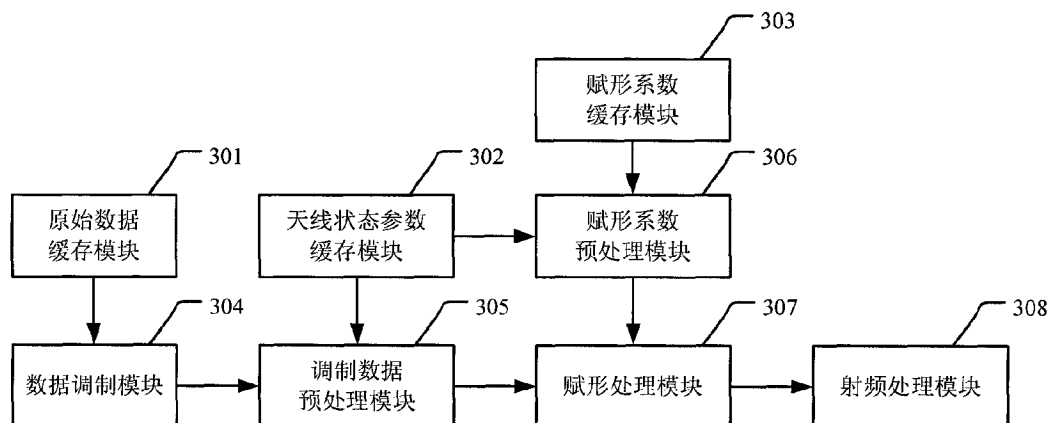 303
赋形系数
缓存模块
301
302
306
原始数据
缓存模块
天线状态参数
缓存模块
赋形系数
预处理模块
304
305
307
308
数据调制模块
调制数据
预处理模块
赋形处理模块
射频处理模块